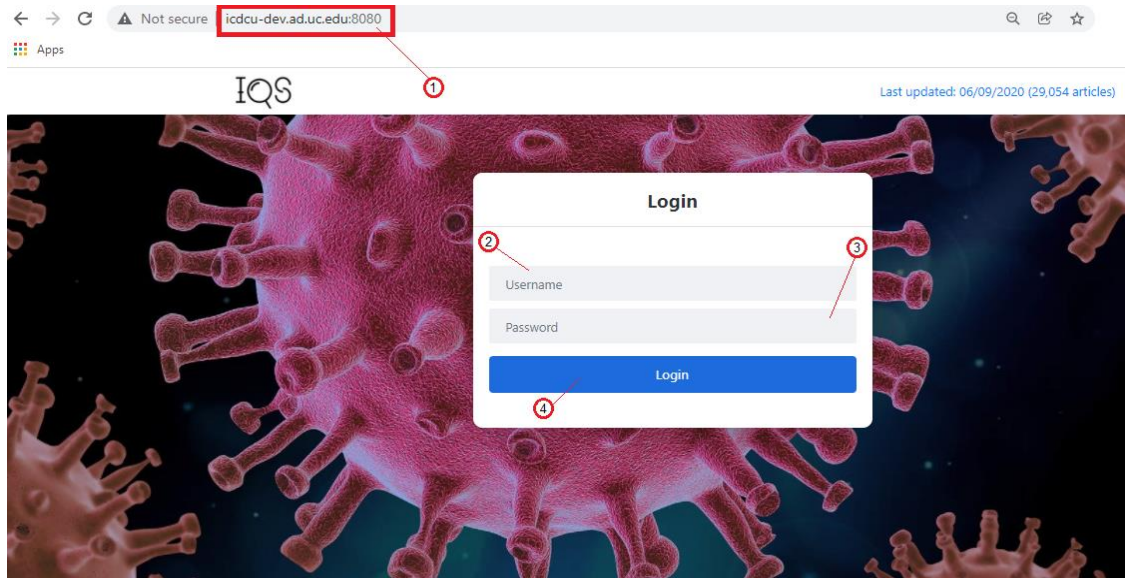 Not secure icdcu-dev.ad.uc.edu:8080
Apps
1
IQS
Last updated: 06/09/2020 (29,054 articles)
Login
2
3
Username
Password
Login
4